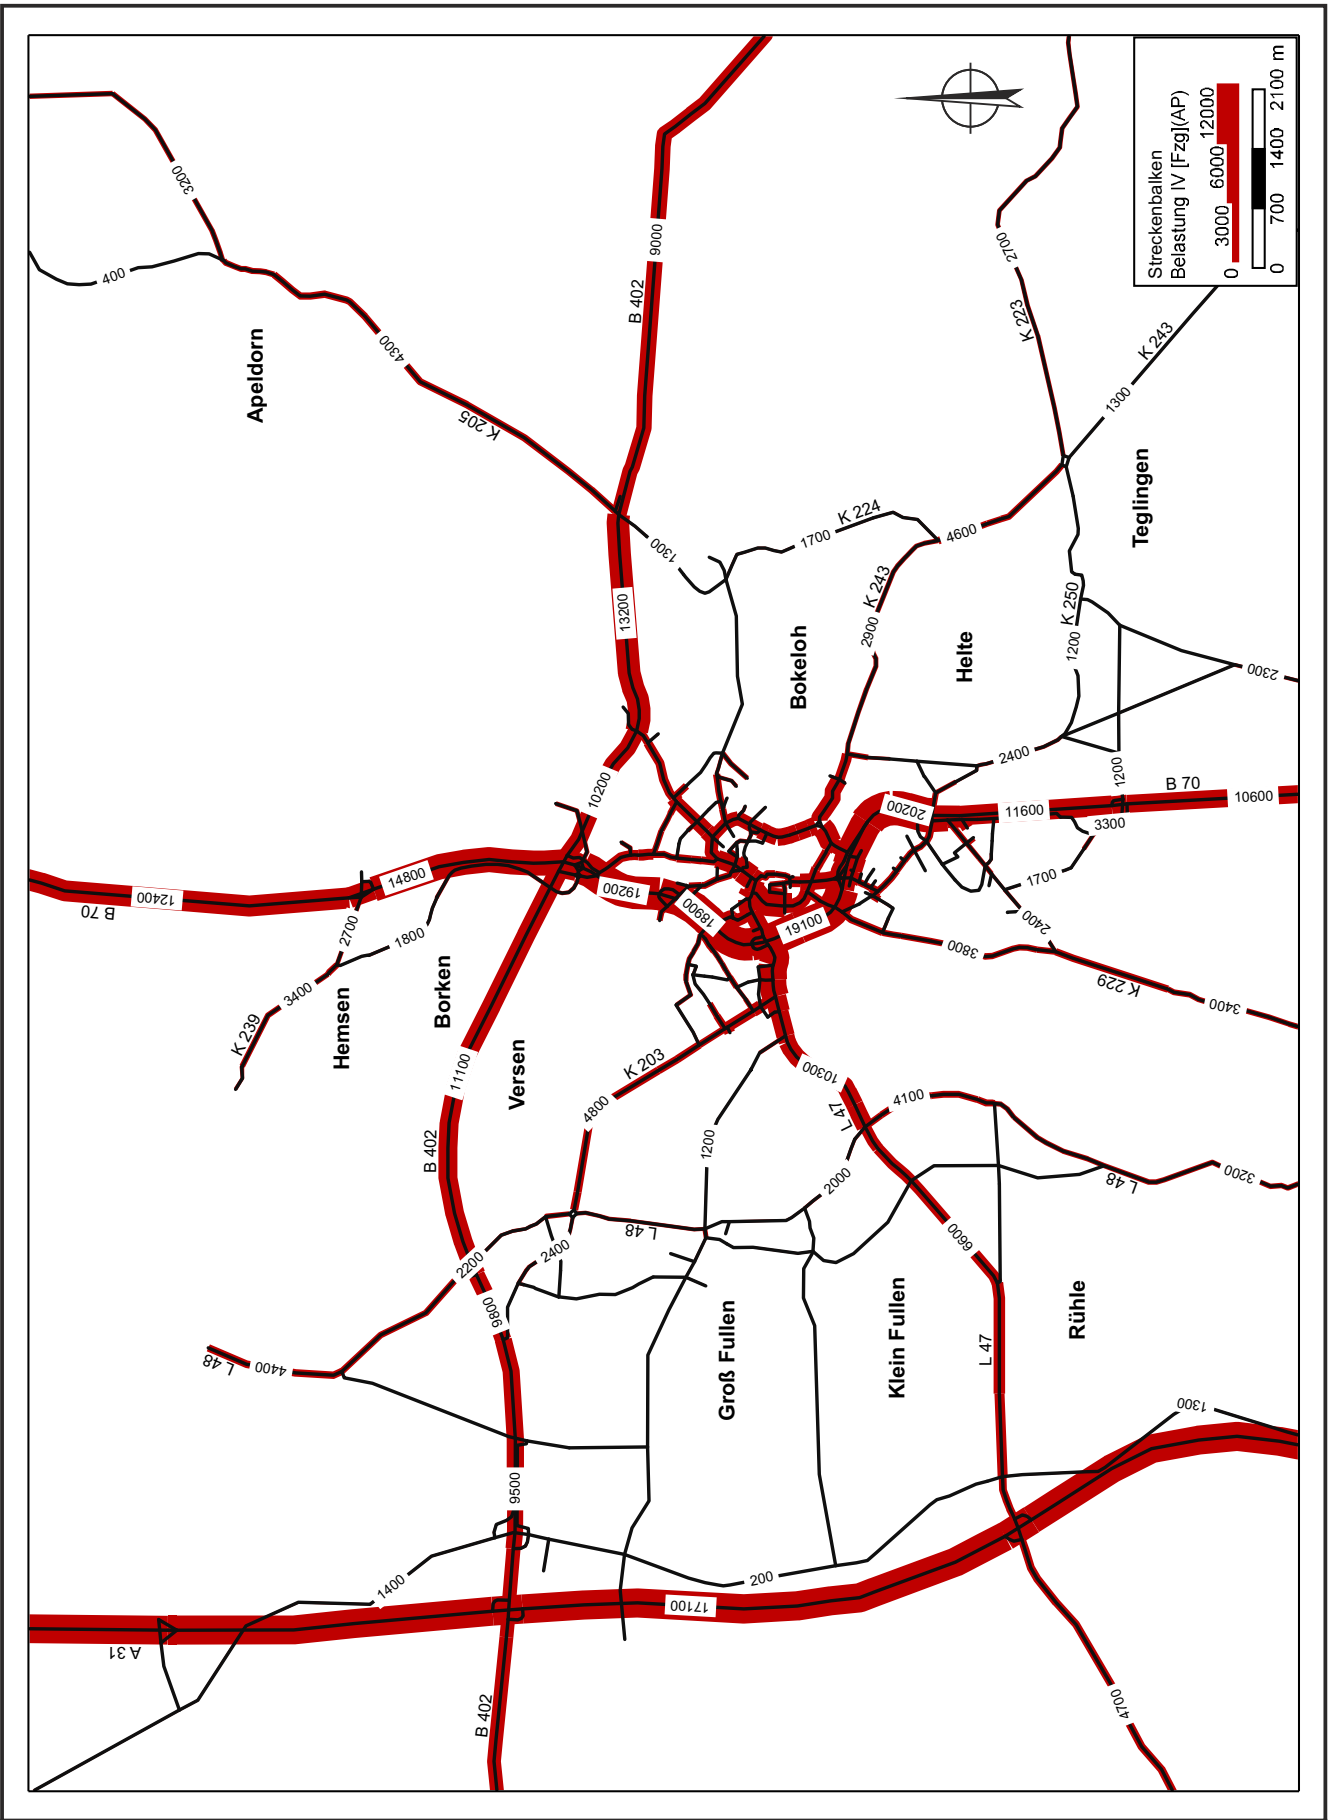 A 31
1400
17100
200
1300
B 402
9500
9800
B 402
11100
L 48
4400
2200
2400
L 48
4800
K 203
1200
2000
Groß Fullen
Klein Fullen
Rühle
L 47
4700
6600
L 47
10300
4100
L 48
3200
Versen
Borken
Hemsen
K 239
3400
2700
1800
B 70
12400
14800
10200
19200
18900
19100
20200
11600
B 70
10600
3300
1700
2400
3800
K 229
3400
1200
2400
2300
13200
B 402
9000
1300
K 205
4300
3200
400
Apeldorn
Bokeloh
1700
K 224
2900
K 243
4600
Helte
1200
K 250
Teglingen
1300
K 243
K 223
2700
Streckenbalken
Belastung IV [Fzg](AP)
0
3000
6000
12000
0
700
1400
2100 m